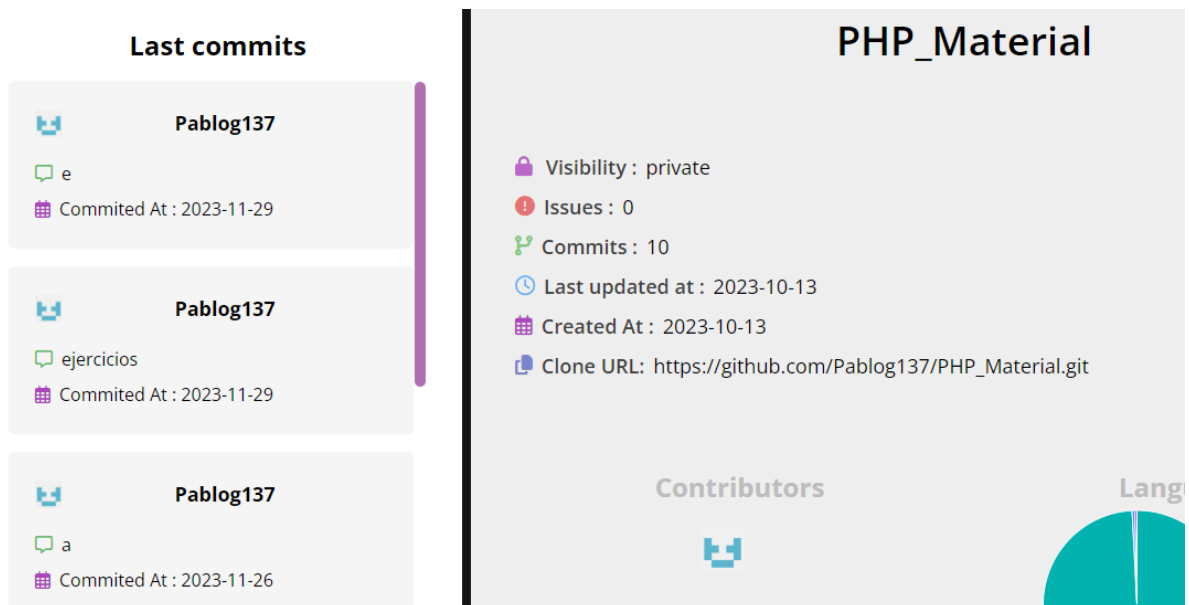 Last commits
Pablog137
e
Commited At : 2023-11-29
Pablog137
ejercicios
Commited At : 2023-11-29
Pablog137
a
Commited At : 2023-11-26
PHP_Material
Visibility : private
Issues : 0
Commits : 10
Last updated at : 2023-10-13
Created At : 2023-10-13
Clone URL: https://github.com/Pablog137/PHP_Material.git
Contributors